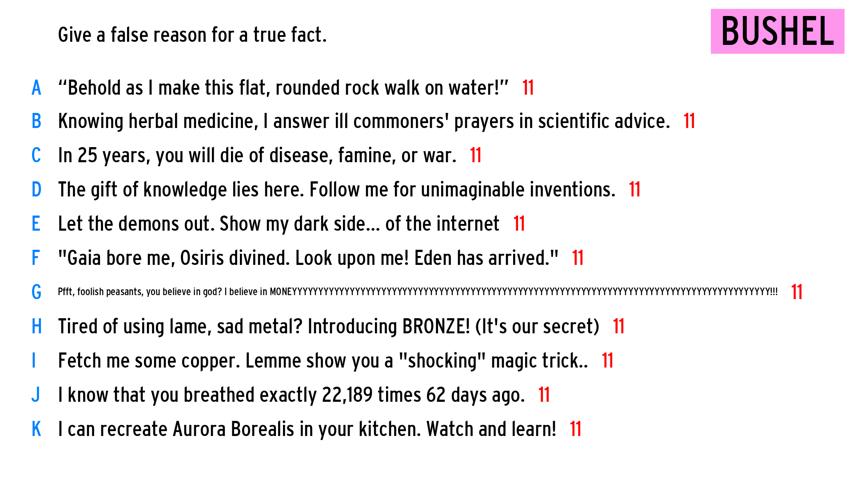 Give a false reason for a true fact.
BUSHEL
A “Behold as I make this flat, rounded rock walk on water!” 11
B Knowing herbal medicine, I answer ill commoners' prayers in scientific advice. 11
C In 25 years, you will die of disease, famine, or war. 11
D The gift of knowledge lies here. Follow me for unimaginable inventions. 11
E Let the demons out. Show my dark side... of the internet 11
F "Gaia bore me, Osiris divined. Look upon me! Eden has arrived." 11
G Pfft, foolish peasants, you believe in god? I believe in MONEYYYYYYYYYYYYYYYYYYYYYYYYYYYYYYYYYYYYYYYYYYYYYYYYYYYYYYYYYYYYYYYYYYYYYYYYYYYYYYYYYYYYYYYYYYYYYYY!!! 11
H Tired of using lame, sad metal? Introducing BRONZE! (It's our secret) 11
I Fetch me some copper. Lemme show you a "shocking" magic trick.. 11
J I know that you breathed exactly 22,189 times 62 days ago. 11
K I can recreate Aurora Borealis in your kitchen. Watch and learn! 11